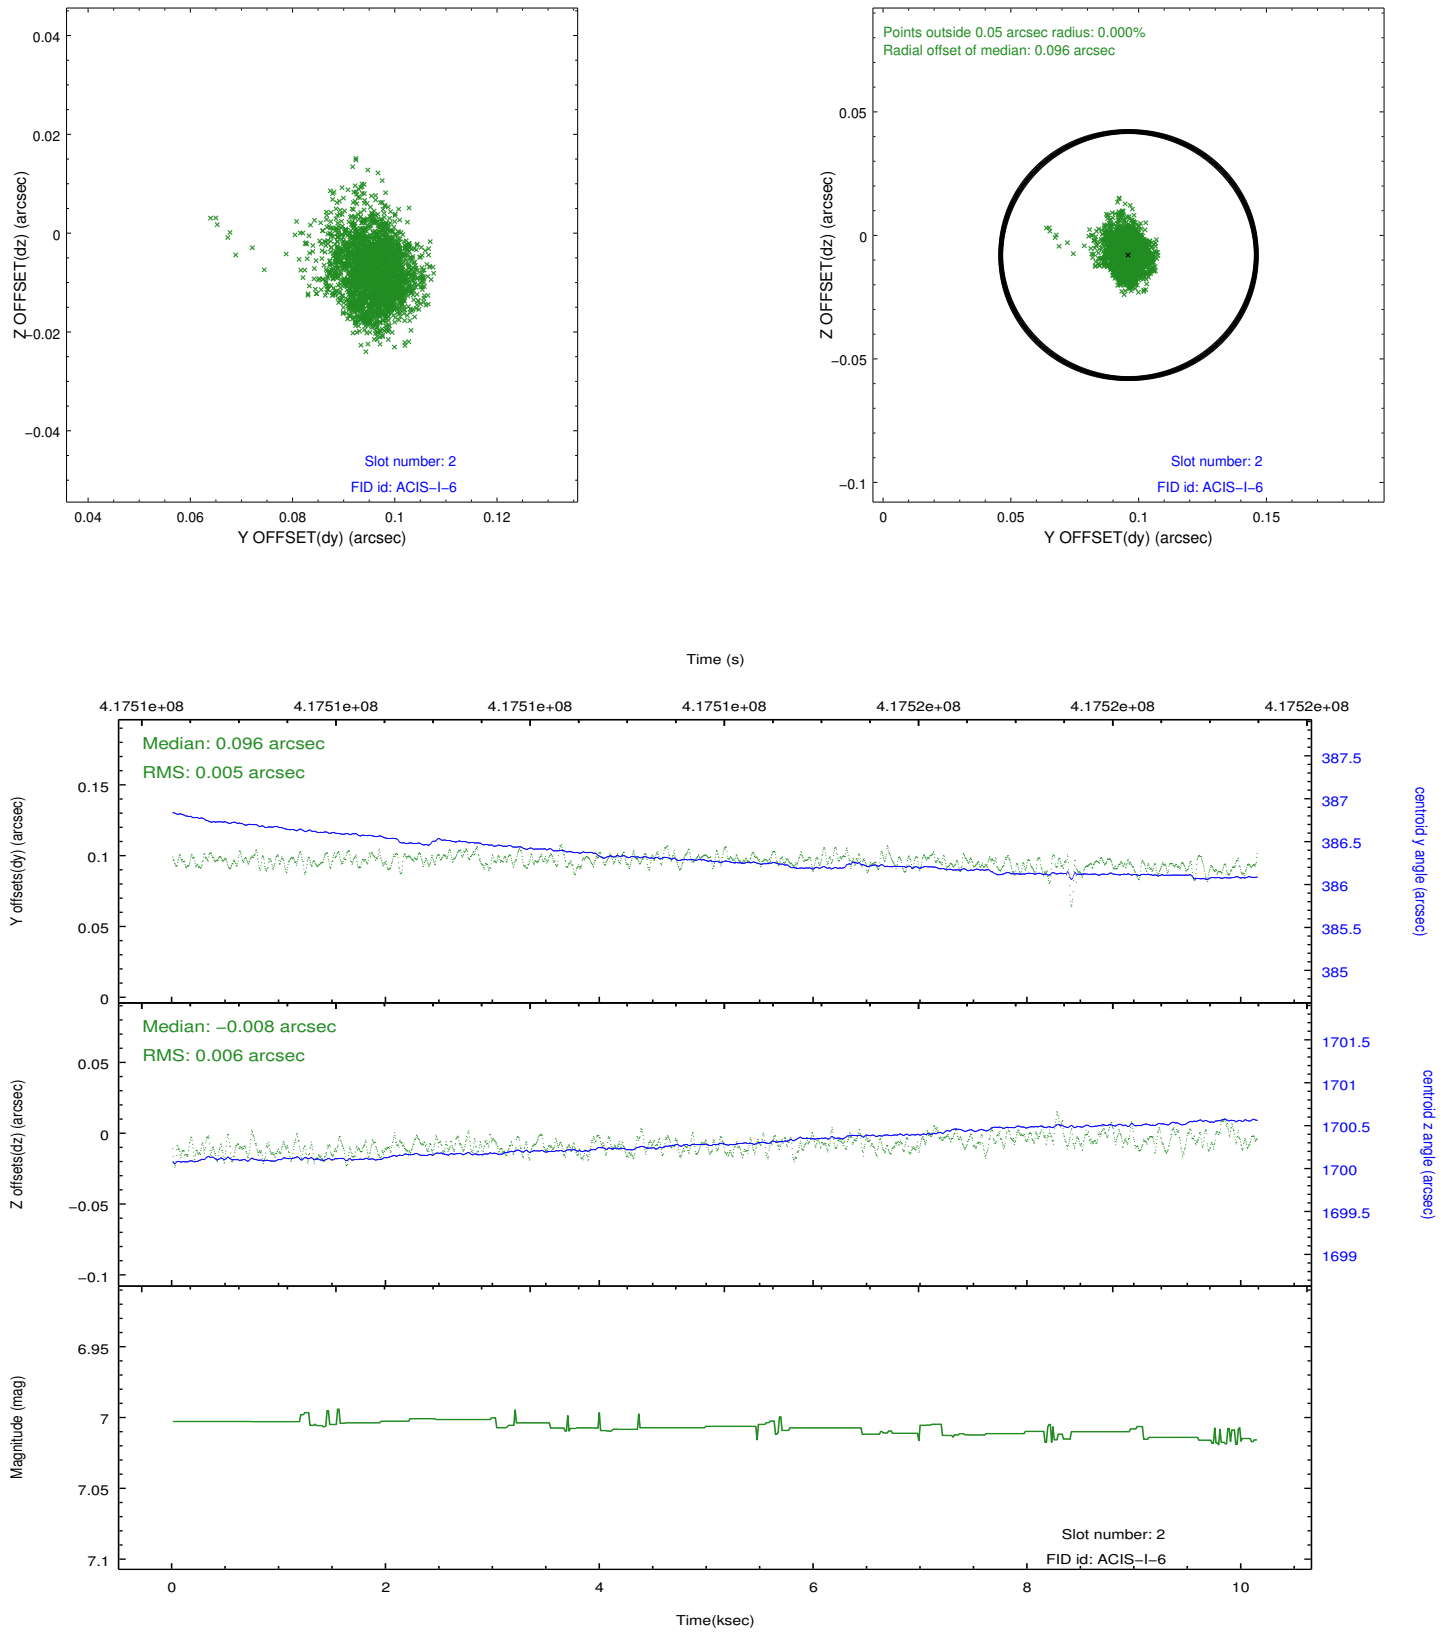 0.04
0.02
0
−0.02
−0.04
Z OFFSET(dz) (arcsec)
Slot number: 2
FID id: ACIS−I−6
0.04
0.06
0.08
0.1
0.12
Y OFFSET(dy) (arcsec)
Points outside 0.05 arcsec radius: 0.000%
Radial offset of median: 0.096 arcsec
0.05
0
−0.05
−0.1
Z OFFSET(dz) (arcsec)
Slot number: 2
FID id: ACIS−I−6
0
0.05
0.1
0.15
Y OFFSET(dy) (arcsec)
Time (s)
4.1751e+08
4.1751e+08
4.1751e+08
4.1751e+08
4.1752e+08
4.1752e+08
4.1752e+08
Median: 0.096 arcsec
RMS: 0.005 arcsec
0.15
0.1
0.05
0
Y offsets(dy) (arcsec)
387.5
387
386.5
386
385.5
385
centroid y angle (arcsec)
Median: −0.008 arcsec
RMS: 0.006 arcsec
0.05
0
−0.05
−0.1
Z offsets(dz) (arcsec)
1701.5
1701
1700.5
1700
1699.5
1699
centroid z angle (arcsec)
6.95
7
7.05
7.1
Magnitude (mag)
Slot number: 2
FID id: ACIS−I−6
0
2
4
6
8
10
Time(ksec)